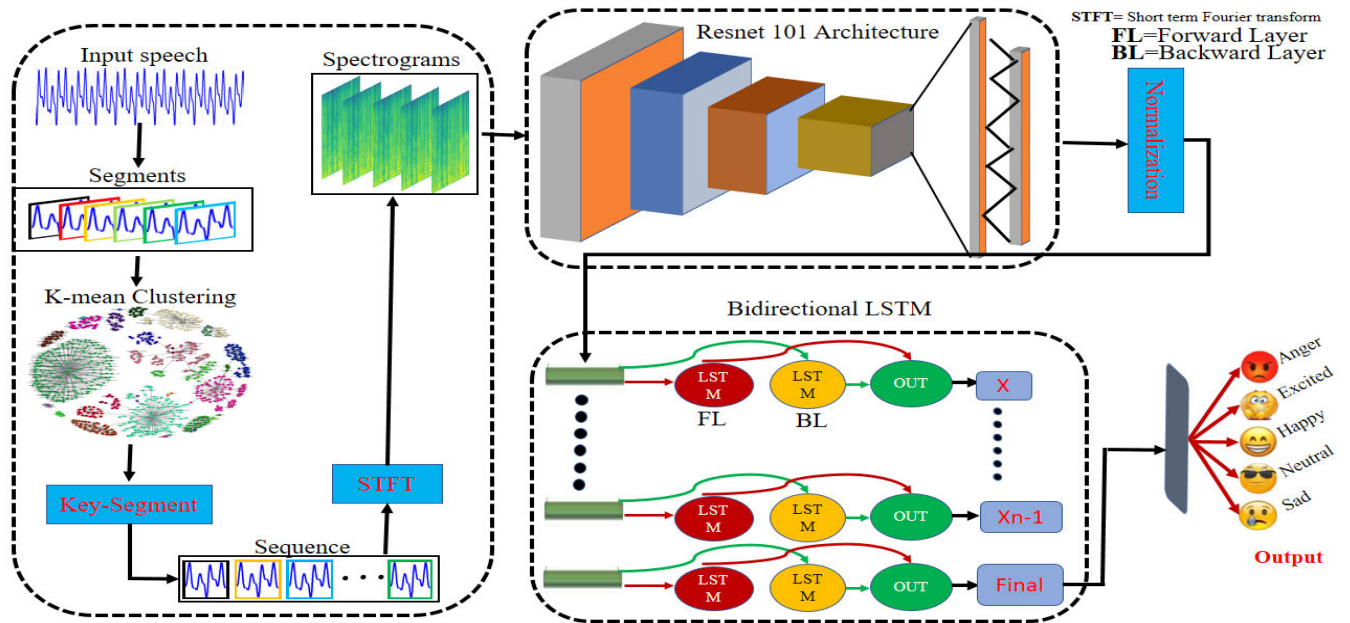 Input speech
Segments
K-mean Clustering
Key-Segment
Sequence
STFT
Spectrograms
Resnet 101 Architecture
STFT= Short term Fourier transform
FL=Forward Layer
BL=Backward Layer
Normalization
Bidirectional LSTM
LST
M
LST
M
OUT
X
FL
BL
LST
M
LST
M
OUT
Xn-1
LST
M
LST
M
OUT
Final
Anger
Excited
Happy
Neutral
Sad
Output